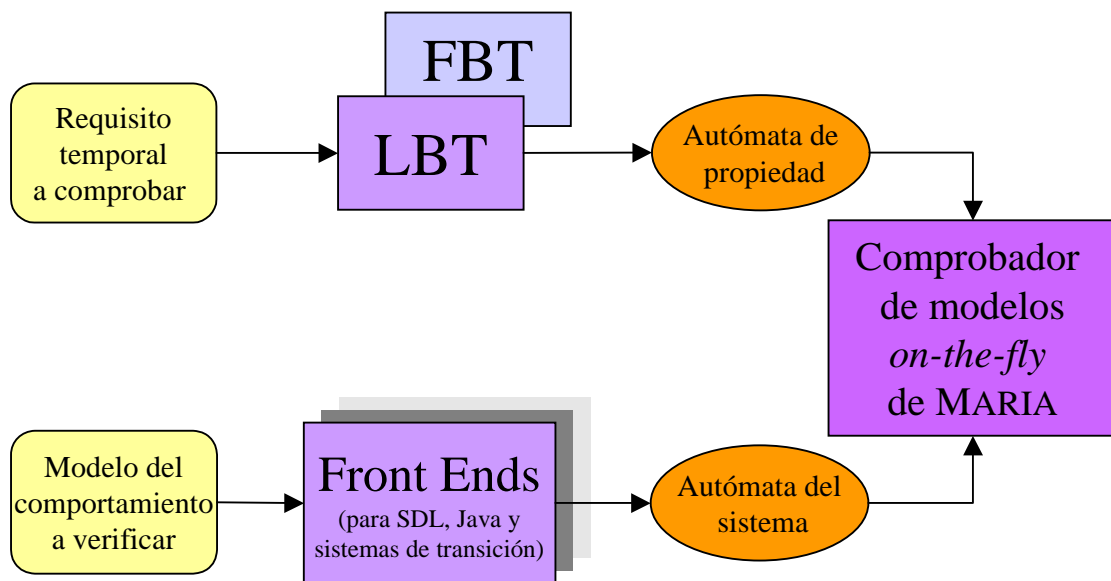 FBT
LBT
Requisito
temporal
a comprobar
Autómata de
propiedad
Comprobador
de modelos
on-the-fly
de MARIA
Modelo del
comportamiento
a verificar
Front Ends
(para SDL, Java y
sistemas de transición)
Autómata del
sistema